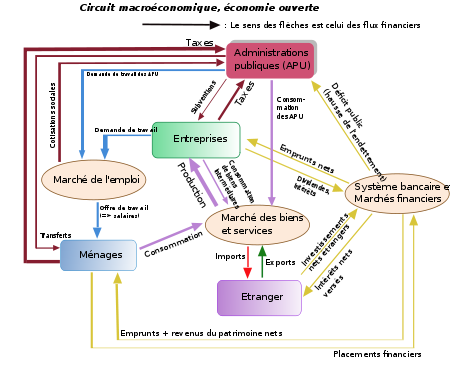 Circuit macroéconomique, économie ouverte
: Le sens des flèches est celui des flux financiers
Taxes
Administrations
publiques (APU)
Demande de travail des APU
Cotisations sociales
Subventions
Taxes
Consom-
mation
des APU
Déficit public
(hausse de l'endettement)
Demande de travail
Entreprises
Emprunts nets
Dividendes,
Intérêts
Consommation
de biens
intermédiaires
Production
Marché de l'emploi
Système bancaire et
Marchés financiers
Offre de travail
(=> salaires)
Marché des biens
et services
Transferts
Consommation
Ménages
Imports
Exports
Investissements
nets étrangers
Intérêts nets
versés
Etranger
Emprunts + revenus du patrimoine nets
Placements financiers